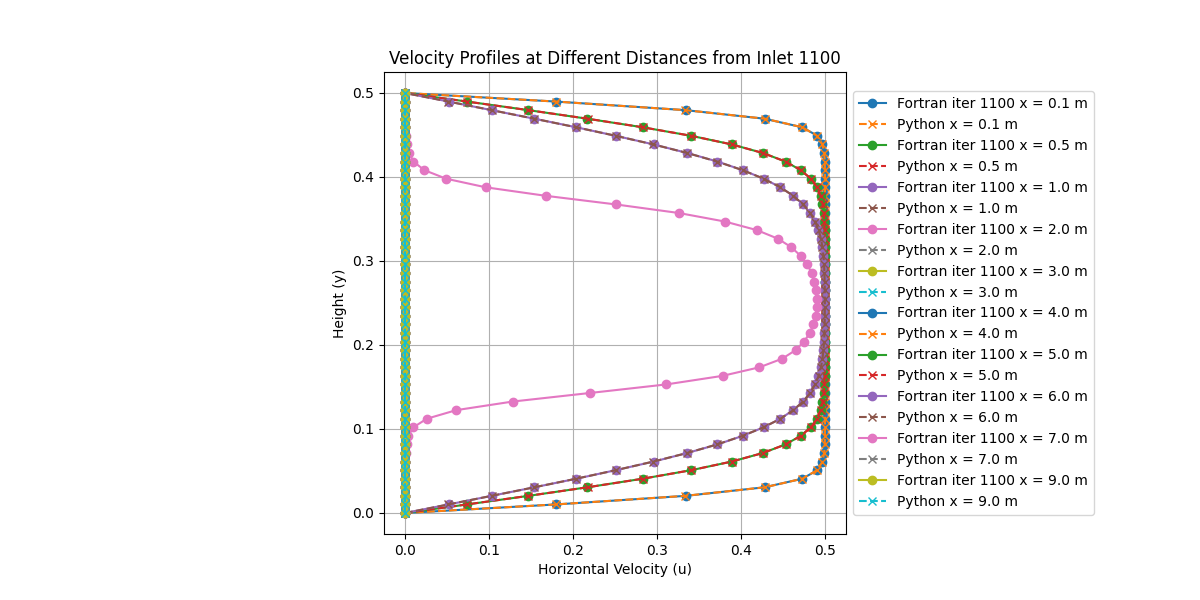 Velocity Profiles at Different Distances from Inlet 1100
Height (y)
0.5
0.4
0.3
0.2
0.1
0.0
0.0 0.1 0.2 0.3 0.4 0.5
Horizontal Velocity (u)
Fortran iter 1100 x = 0.1 m
Python x = 0.1 m
Fortran iter 1100 x = 0.5 m
Python x = 0.5 m
Fortran iter 1100 x = 1.0 m
Python x = 1.0 m
Fortran iter 1100 x = 2.0 m
Python x = 2.0 m
Fortran iter 1100 x = 3.0 m
Python x = 3.0 m
Fortran iter 1100 x = 4.0 m
Python x = 4.0 m
Fortran iter 1100 x = 5.0 m
Python x = 5.0 m
Fortran iter 1100 x = 6.0 m
Python x = 6.0 m
Fortran iter 1100 x = 7.0 m
Python x = 7.0 m
Fortran iter 1100 x = 9.0 m
Python x = 9.0 m